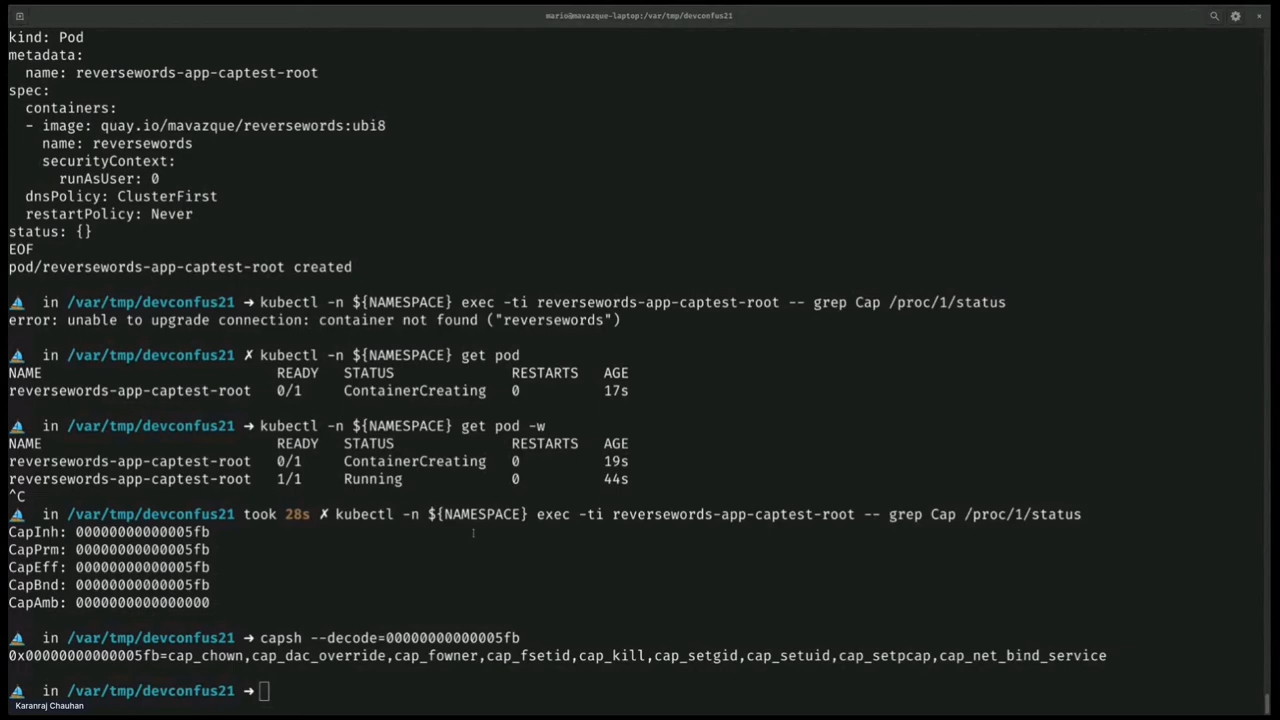 mario@mavazque-laptop:/var/tmp/devconfus21
kind: Pod
metadata:
  name: reversewords-app-captest-root
spec:
  containers:
  - image: quay.io/mavazque/reversewords:ubi8
    name: reversewords
    securityContext:
      runAsUser: 0
  dnsPolicy: ClusterFirst
  restartPolicy: Never
status: {}
EOF
pod/reversewords-app-captest-root created
in /var/tmp/devconfus21 ➜ kubectl -n ${NAMESPACE} exec -ti reversewords-app-captest-root -- grep Cap /proc/1/status
error: unable to upgrade connection: container not found ("reversewords")
in /var/tmp/devconfus21 ✗ kubectl -n ${NAMESPACE} get pod
NAME READY STATUS RESTARTS AGE
reversewords-app-captest-root 0/1 ContainerCreating 0 17s
in /var/tmp/devconfus21 ➜ kubectl -n ${NAMESPACE} get pod -w
NAME READY STATUS RESTARTS AGE
reversewords-app-captest-root 0/1 ContainerCreating 0 19s
reversewords-app-captest-root 1/1 Running 0 44s
^C
in /var/tmp/devconfus21 took 28s ✗ kubectl -n ${NAMESPACE} exec -ti reversewords-app-captest-root -- grep Cap /proc/1/status
CapInh: 00000000000005fb
CapPrm: 00000000000005fb
CapEff: 00000000000005fb
CapBnd: 00000000000005fb
CapAmb: 0000000000000000
in /var/tmp/devconfus21 ➜ capsh --decode=00000000000005fb
0x00000000000005fb=cap_chown,cap_dac_override,cap_fowner,cap_fsetid,cap_kill,cap_setgid,cap_setuid,cap_setpcap,cap_net_bind_service
in /var/tmp/devconfus21 ➜
Karanraj Chauhan